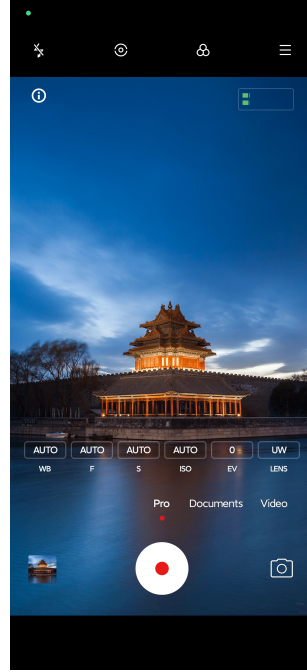 AUTO AUTO AUTO AUTO 0 UW
WB F S ISO EV LENS
Pro Documents Video